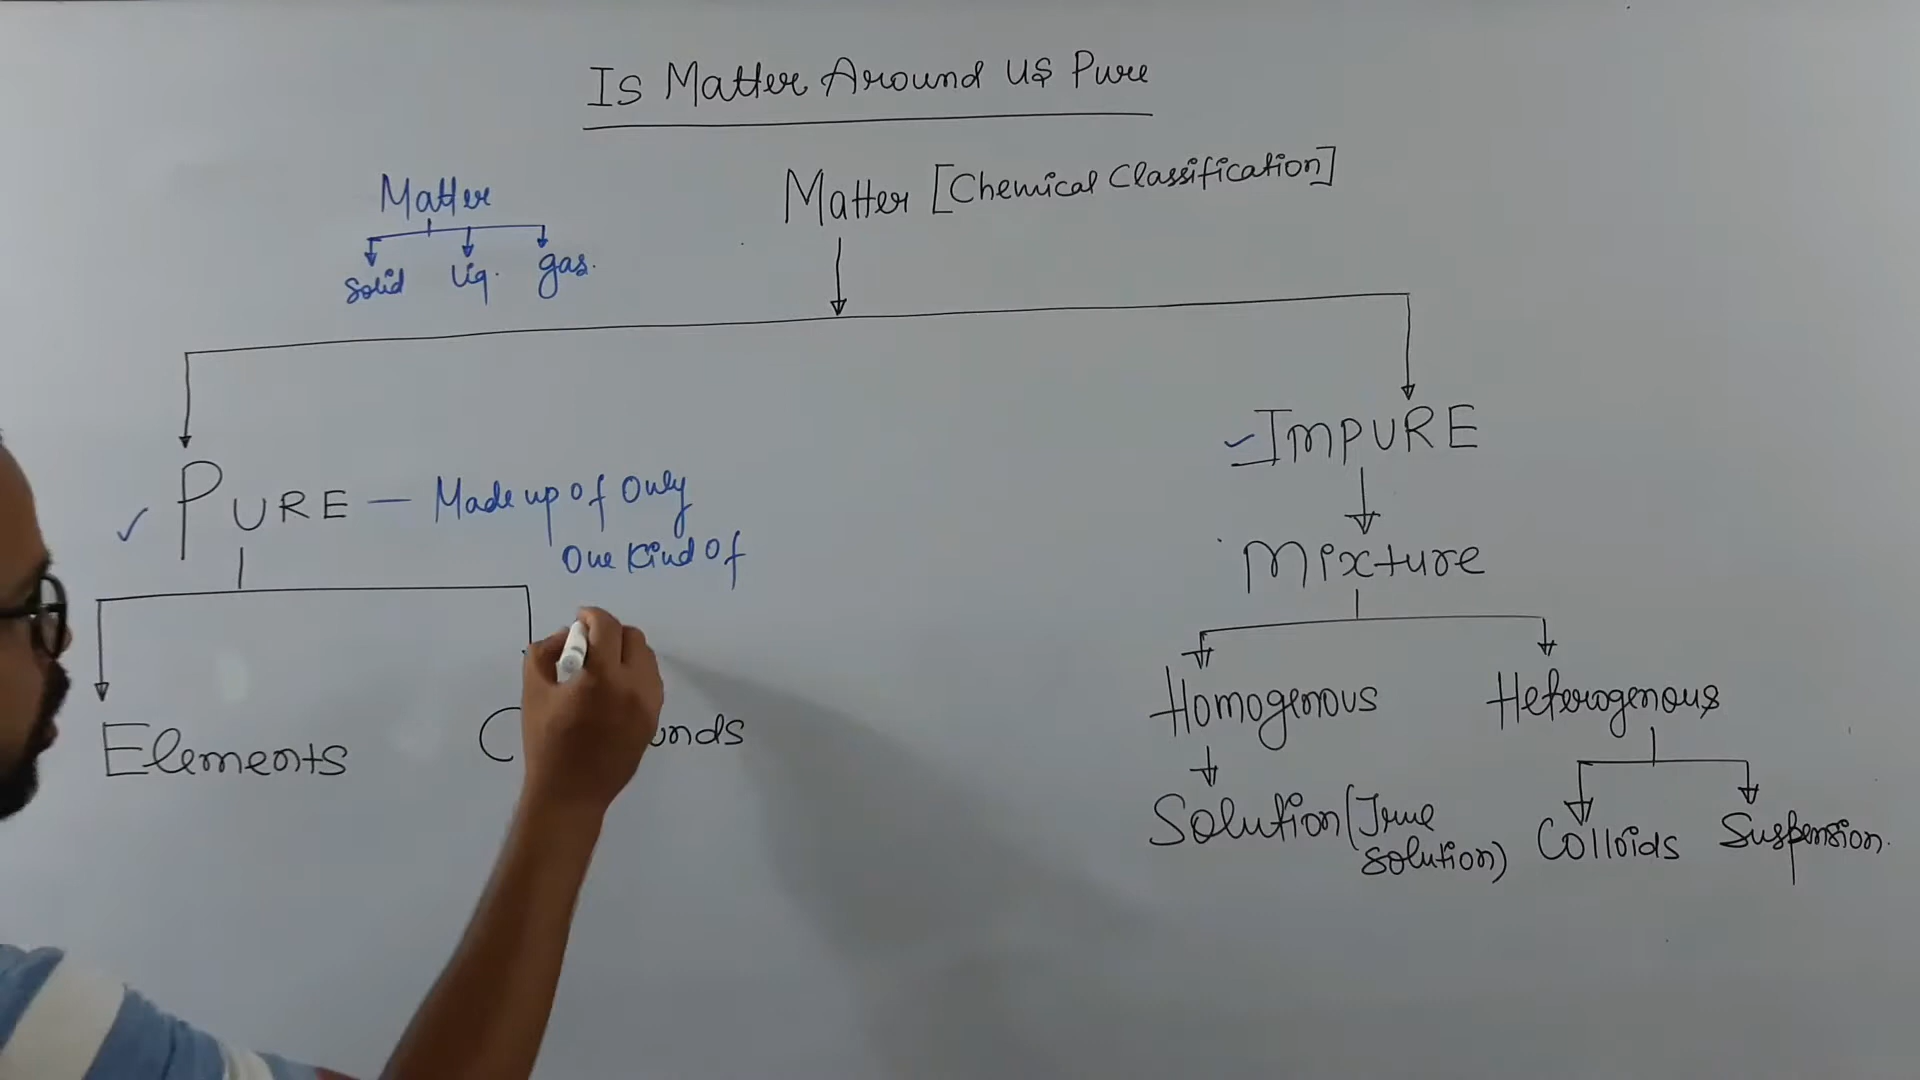 Is Matter Around Us Pure
Matter [Chemical Classification]
Matter
Solid Liq. gas.
PURE — Made up of Only
One Kind of
Elements
IMPURE
Mixture
Homogenous Heterogenous
Solution (True
solution)
Colloids Suspension.